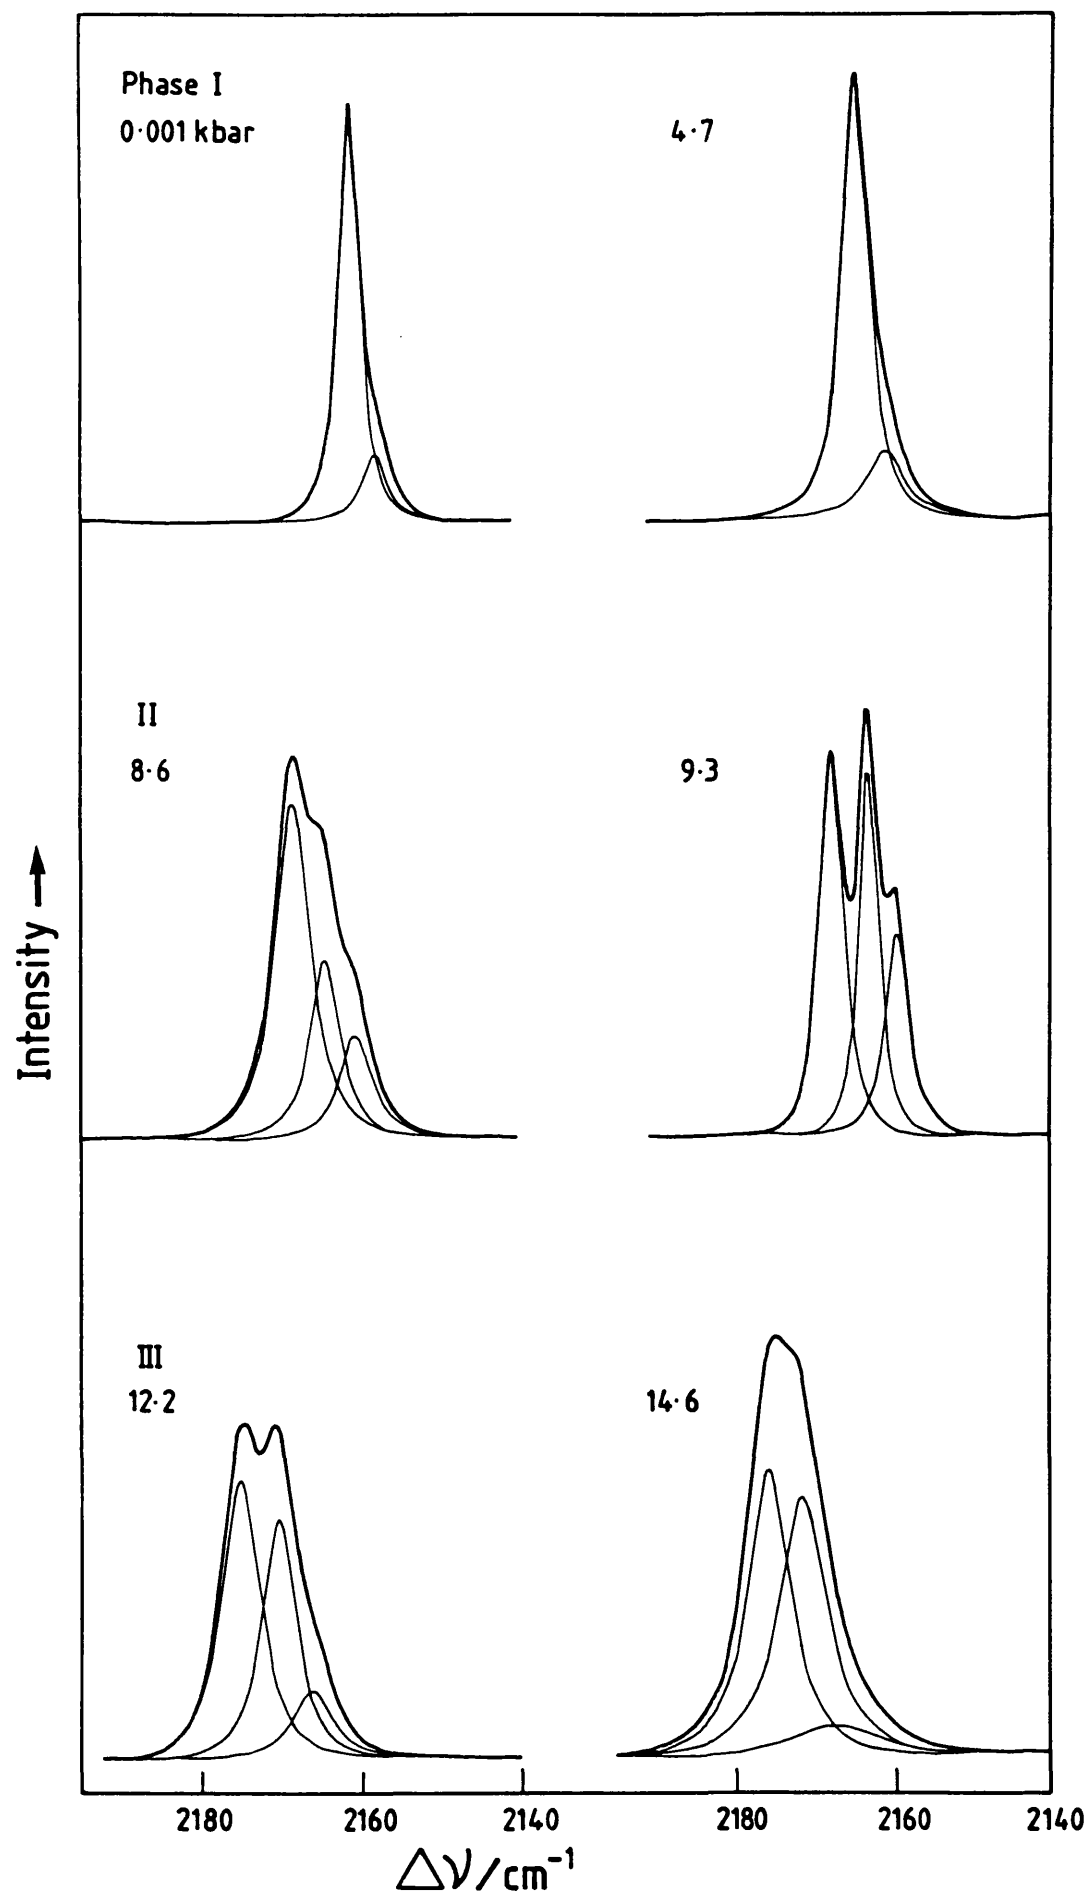 Phase I
0·001 kbar
4·7
II
8·6
9·3
III
12·2
14·6
Intensity →
2180 2160 2140 2180 2160 2140
Δν/cm⁻¹